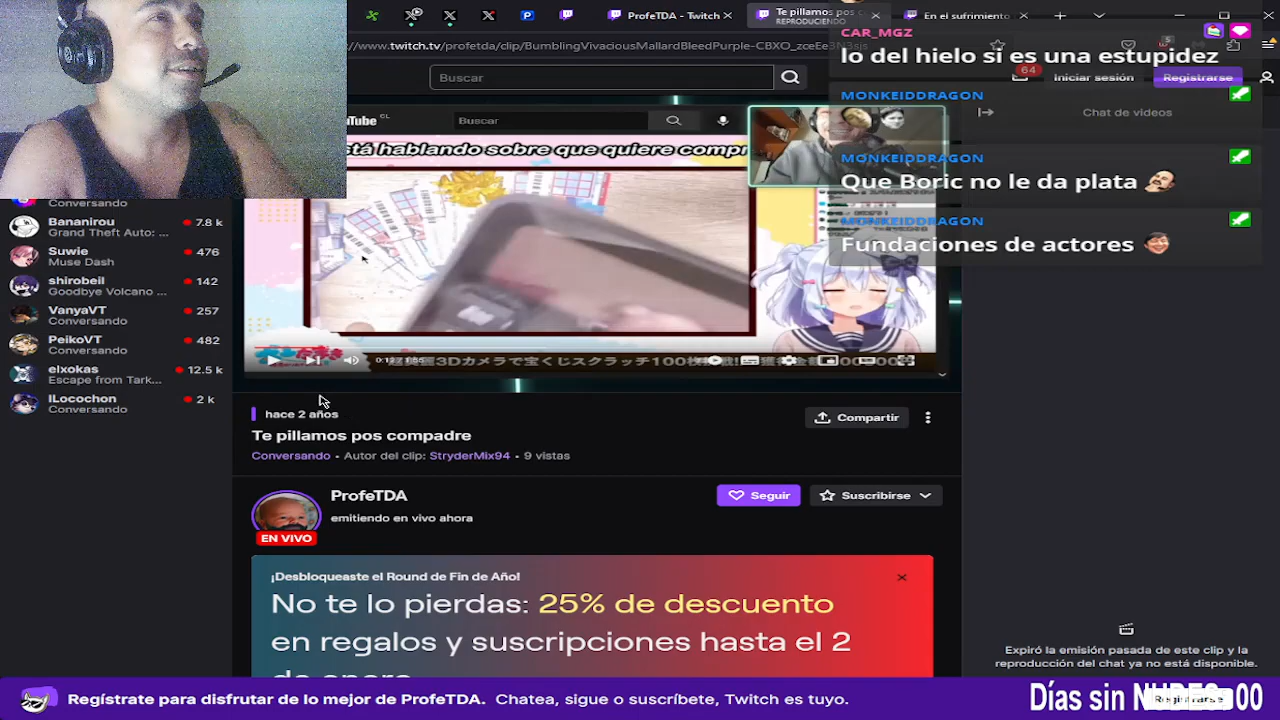 ProfeTDA - Twitch
Te pillamos pos c
REPRODUCIENDO
En el sufrimiento
//www.twitch.tv/profetda/clip/BumblingVivaciousMallardBleedPurple-CBXO_zceEe
Buscar
64
Iniciar sesión
Registrarse
CAR_MGZ
lo del hielo si es una estupidez
MONKEIDDRAGON
Chat de videos
MONKEIDDRAGON
Que Boric no le da plata
MONKEIDDRAGON
Fundaciones de actores
Tube CL
Buscar
stá hablando sobre que quiere compr
Conversando
Bananirou
7.8 k
Grand Theft Auto: ...
Suwie
476
Muse Dash
shirobeil
142
Goodbye Volcano ...
VanyaVT
257
Conversando
PeikoVT
482
Conversando
elxokas
12.5 k
Escape from Tark...
ILocochon
2 k
Conversando
hace 2 años
Te pillamos pos compadre
Conversando • Autor del clip: StryderMix94 • 9 vistas
Compartir
ProfeTDA
emitiendo en vivo ahora
EN VIVO
Seguir
Suscribirse
¡Desbloqueaste el Round de Fin de Año!
No te lo pierdas: 25% de descuento
en regalos y suscripciones hasta el 2
de enero
Expiró la emisión pasada de este clip y la
reproducción del chat ya no está disponible.
Regístrate para disfrutar de lo mejor de ProfeTDA. Chatea, sigue o suscríbete, Twitch es tuyo.
Registrarse
Días sin NUDES: 00